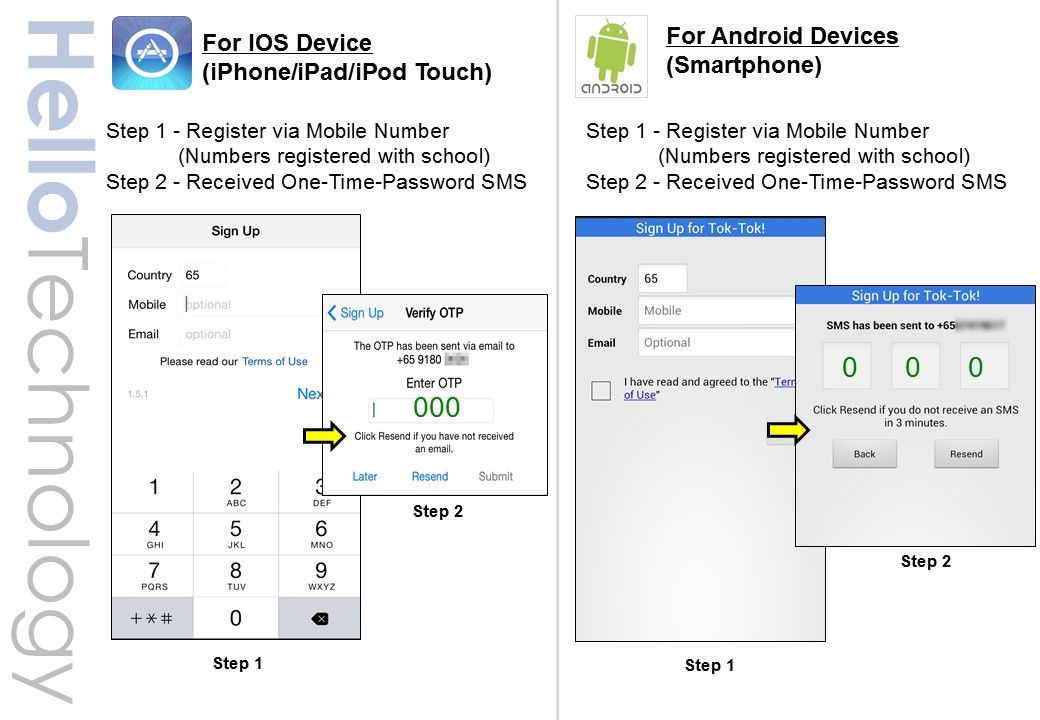 HelloTechnology
For IOS Device
(iPhone/iPad/iPod Touch)
Step 1 - Register via Mobile Number
(Numbers registered with school)
Step 2 - Received One-Time-Password SMS
Sign Up
Country 65
Mobile optional
Email optional
Please read our Terms of Use
1.5.1
Nex
1
2
ABC
3
DEF
4
GHI
5
JKL
6
MNO
7
PQRS
8
TUV
9
WXYZ
+*#
0
Step 1
Sign Up Verify OTP
The OTP has been sent via email to
+65 9180
Enter OTP
000
Click Resend if you have not received
an email.
Later Resend Submit
Step 2
ANDROID
For Android Devices
(Smartphone)
Step 1 - Register via Mobile Number
(Numbers registered with school)
Step 2 - Received One-Time-Password SMS
Sign Up for Tok-Tok!
Country 65
Mobile Mobile
Email Optional
I have read and agreed to the "Term
of Use"
Step 1
Sign Up for Tok-Tok!
SMS has been sent to +65
0 0 0
Click Resend if you do not receive an SMS
in 3 minutes.
Back Resend
Step 2